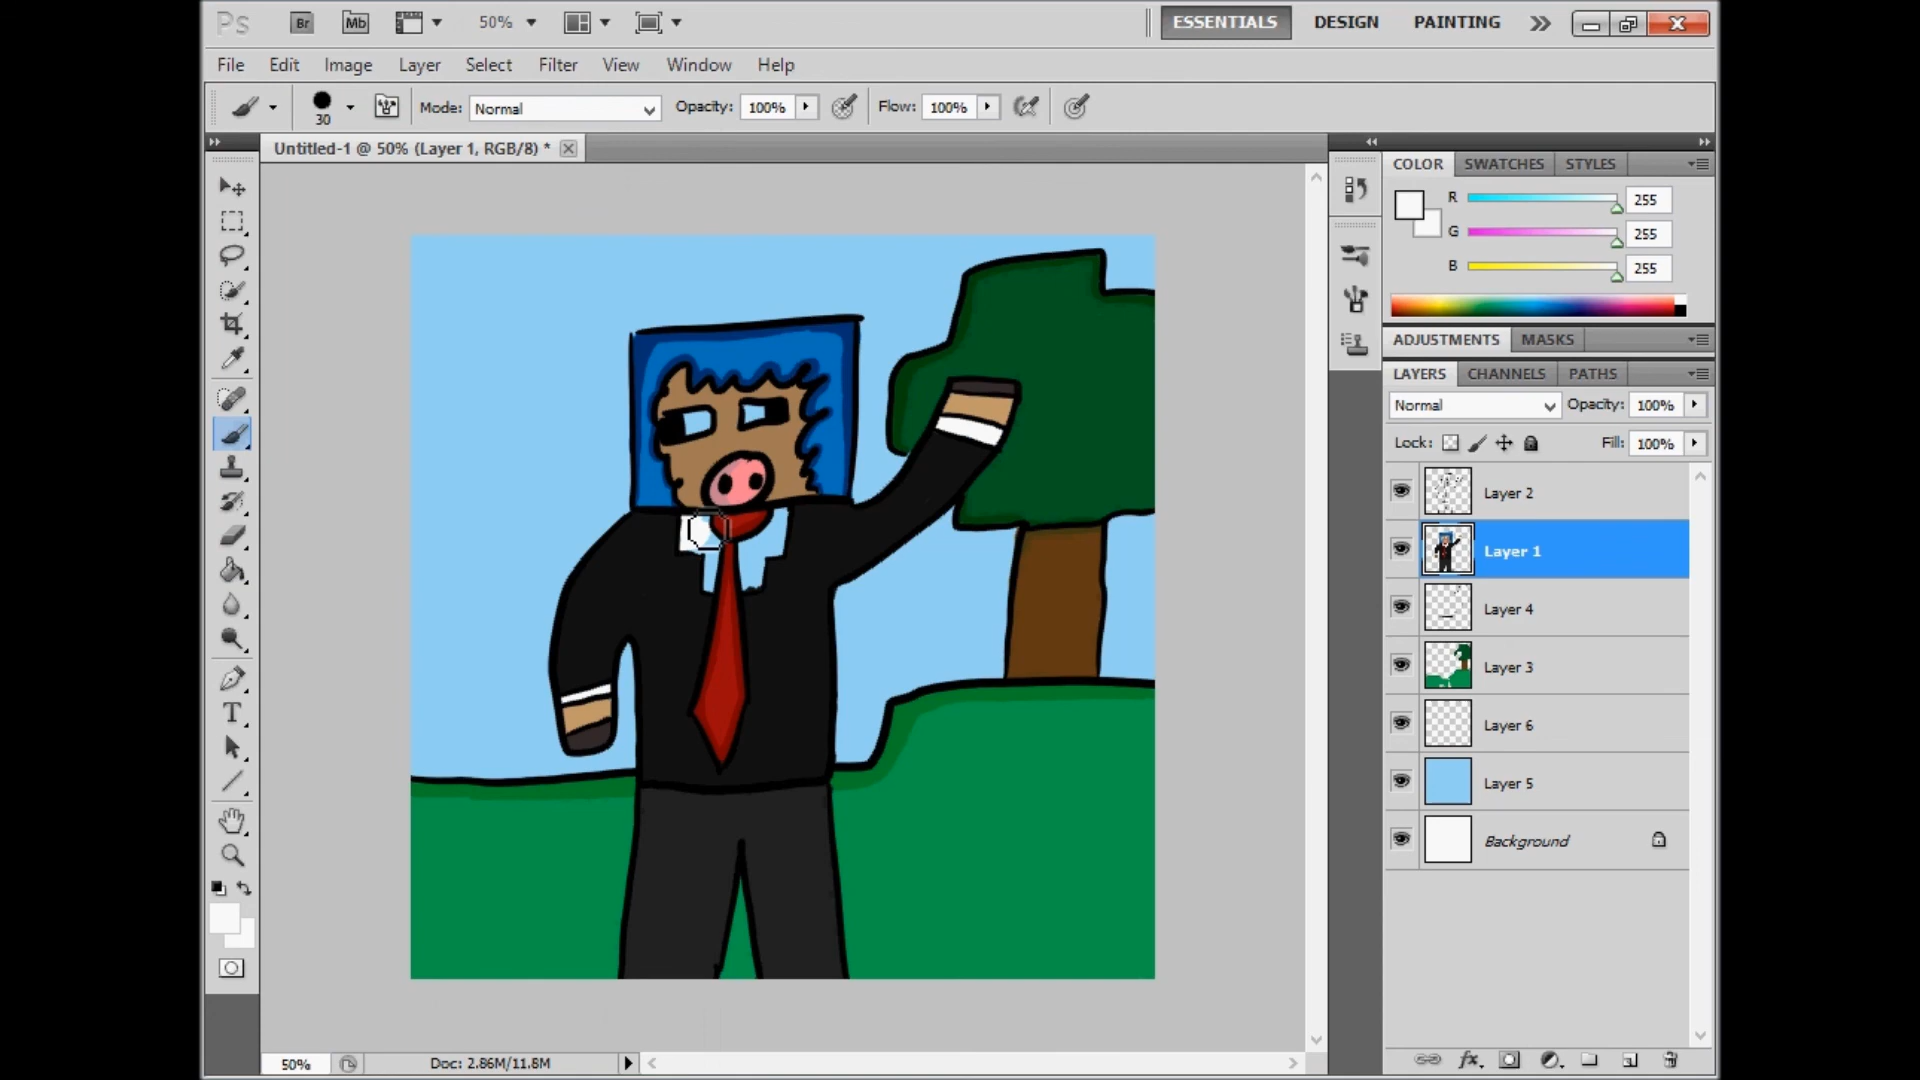 Ps Br Mb 50% ESSENTIALS DESIGN PAINTING
File Edit Image Layer Select Filter View Window Help
30 Mode: Normal Opacity: 100% Flow: 100%
Untitled-1 @ 50% (Layer 1, RGB/8) *
COLOR SWATCHES STYLES
R 255
G 255
B 255
ADJUSTMENTS MASKS
LAYERS CHANNELS PATHS
Normal Opacity: 100%
Lock: Fill: 100%
Layer 2
Layer 1
Layer 4
Layer 3
Layer 6
Layer 5
Background
T
50% Doc: 2.86M/11.8M
fx